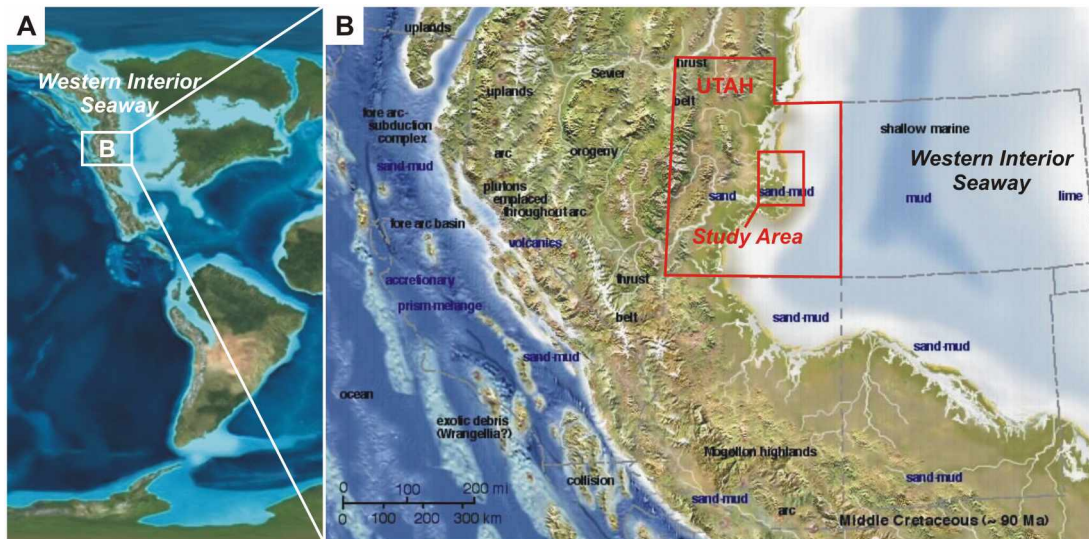 A
Western Interior
Seaway
B
B
uplands
uplands
Sevier
thrust
belt
UTAH
fore arc-
subduction
complex
sand-mud
arc
orogeny
plutons
emplaced
throughout arc
fore arc basin
volcanics
accretionary
prism-melange
sand
sand-mud
Study Area
shallow marine
Western Interior
Seaway
mud
lime
thrust
belt
sand-mud
sand-mud
sand-mud
ocean
exotic debris
(Wrangellia?)
collision
Mogollon highlands
sand-mud
sand-mud
arc
0 100 200 mi
0 100 200 300 km
Middle Cretaceous (~ 90 Ma)